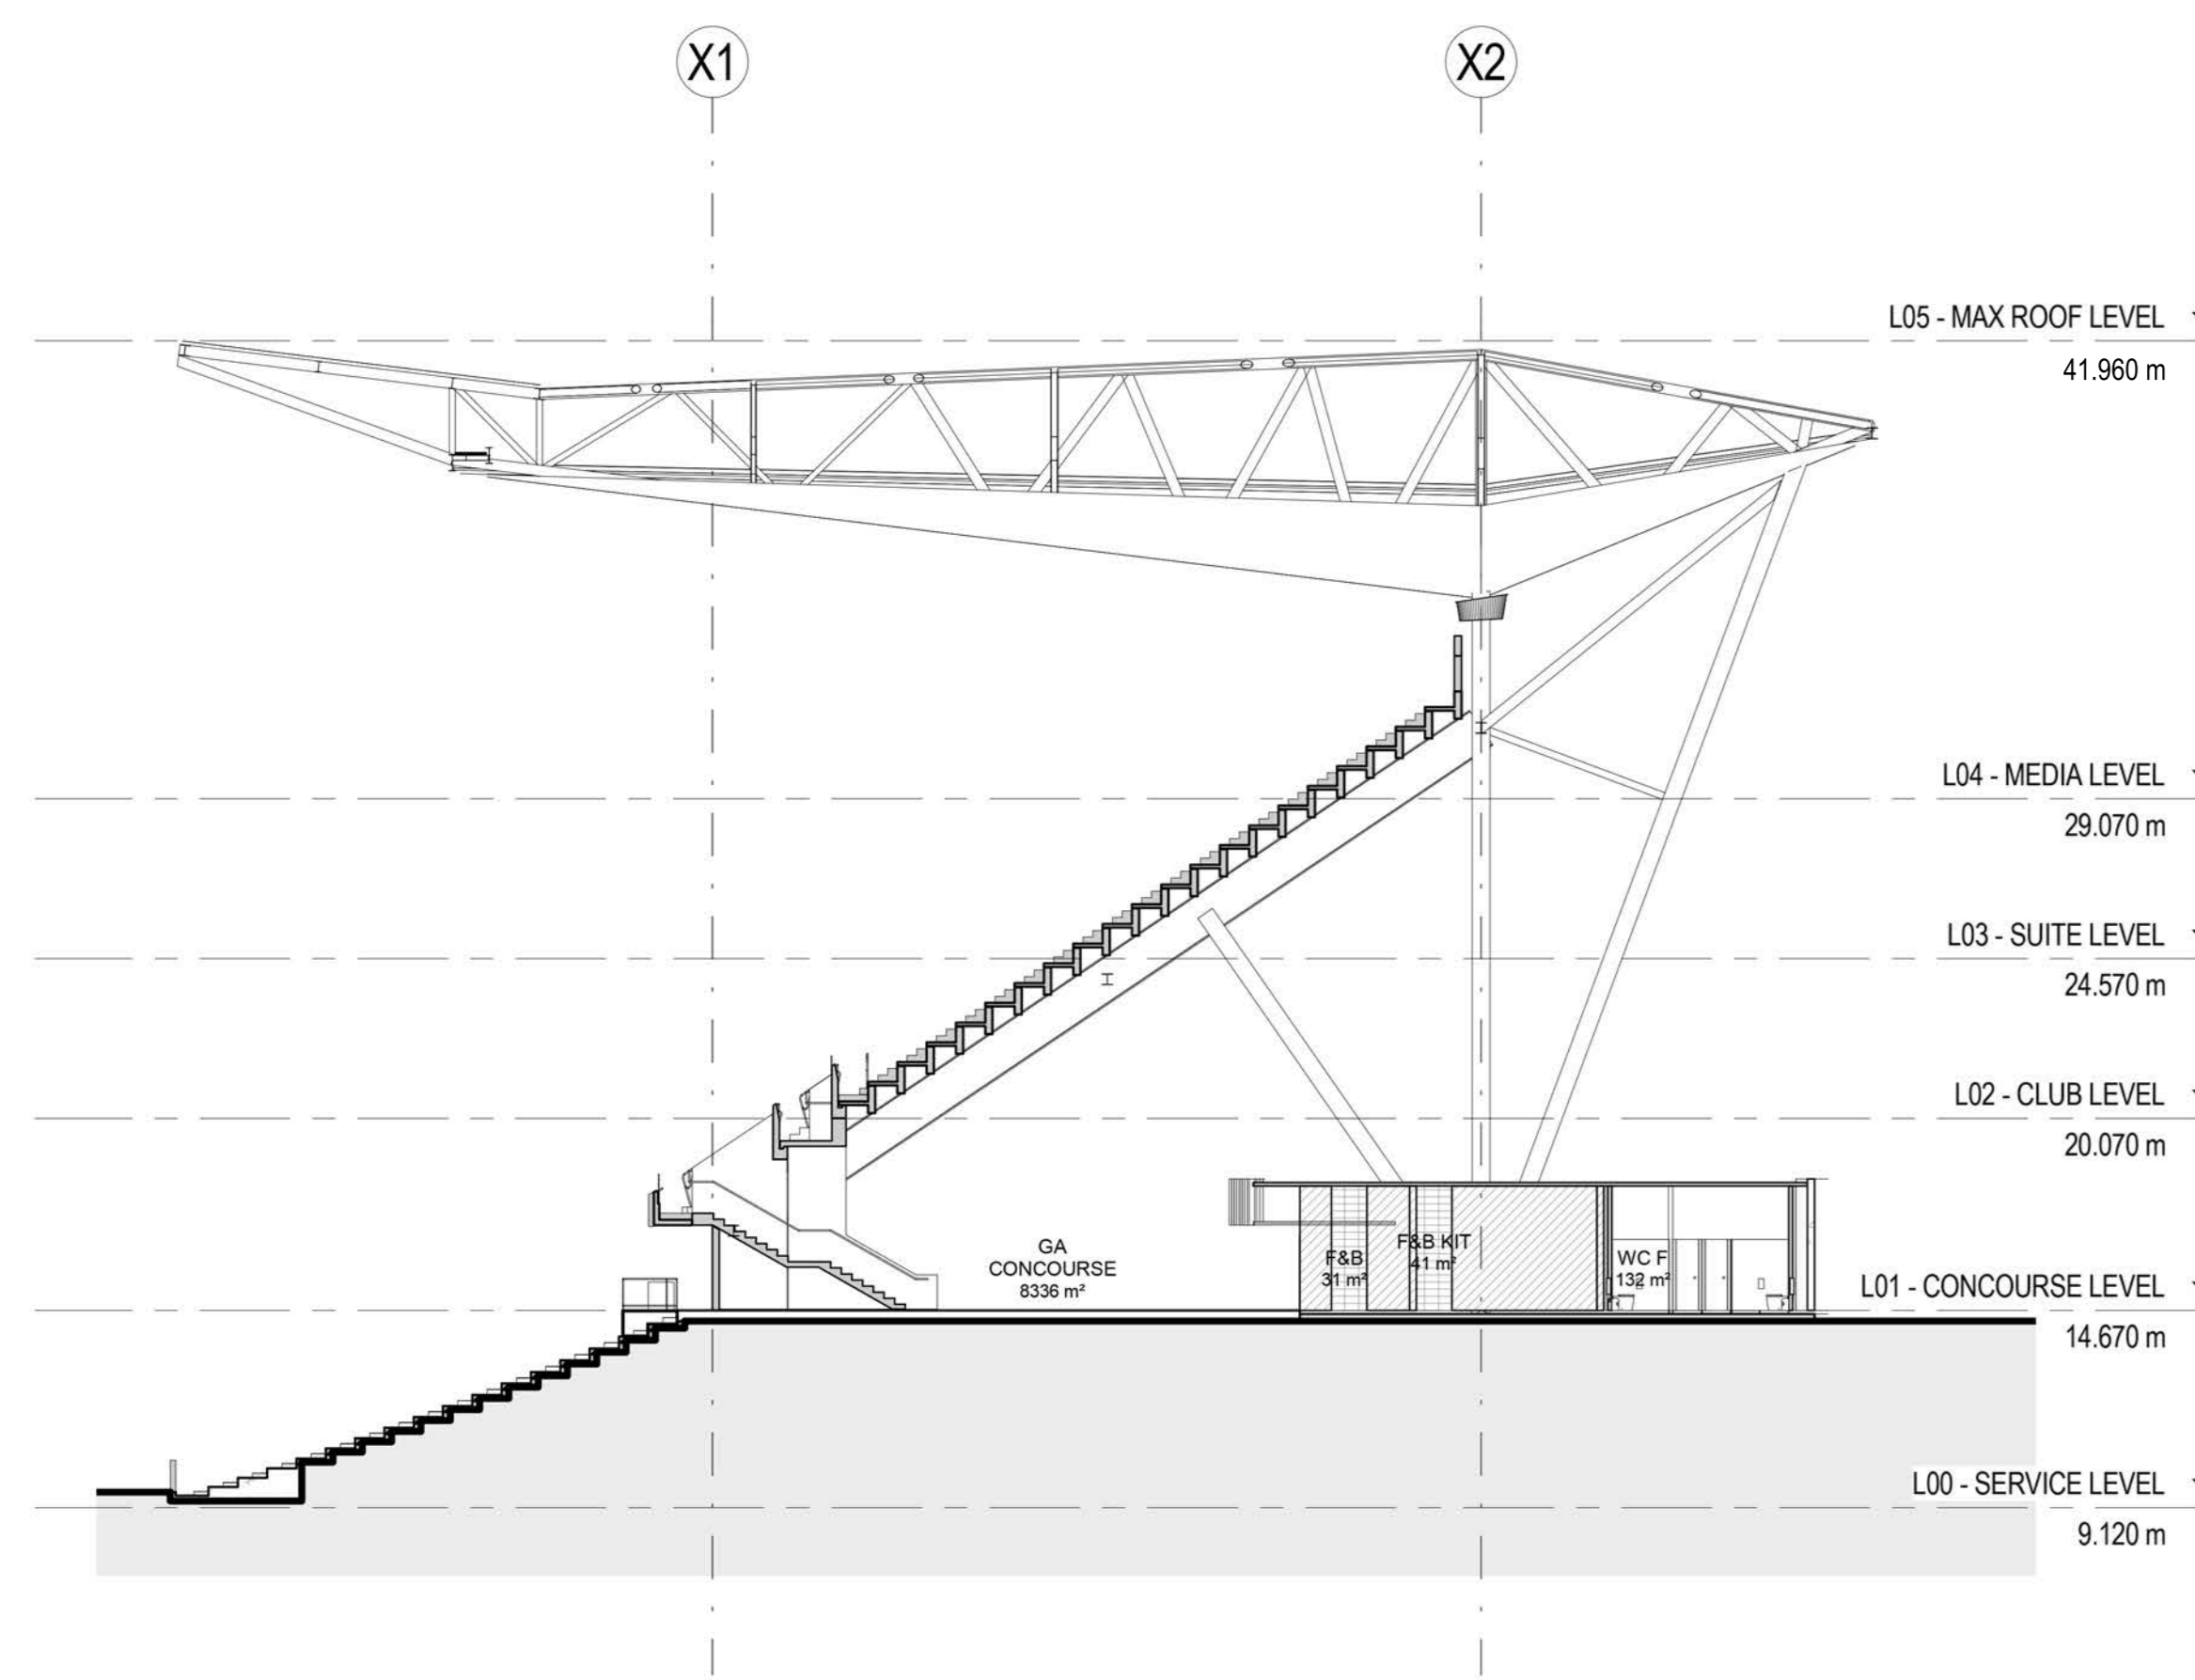 X1
X2
L05 - MAX ROOF LEVEL
41.960 m
L04 - MEDIA LEVEL
29.070 m
L03 - SUITE LEVEL
24.570 m
L02 - CLUB LEVEL
20.070 m
GA
CONCOURSE
8336 m²
F&B
31 m²
F&B KIT
41 m²
WC F
132 m²
L01 - CONCOURSE LEVEL
14.670 m
L00 - SERVICE LEVEL
9.120 m